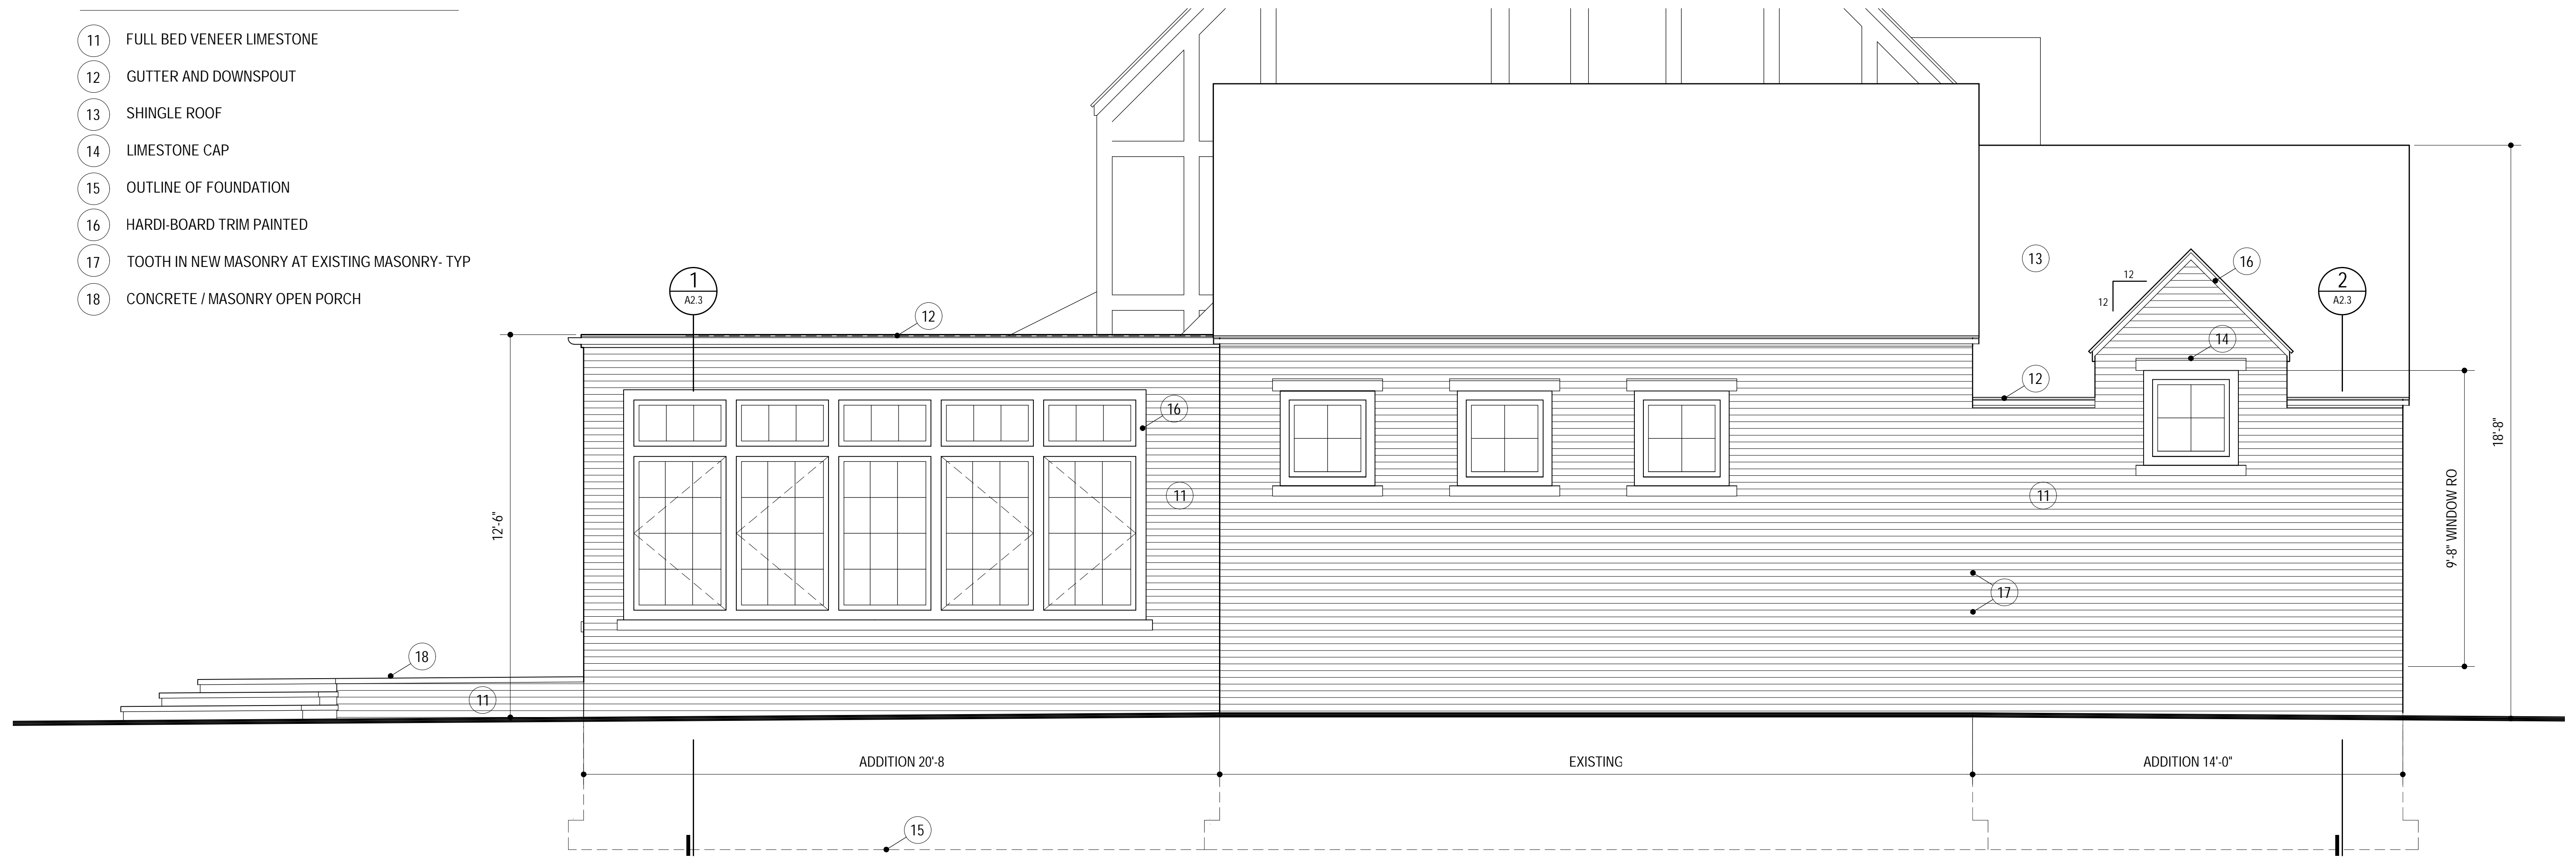 11 FULL BED VENEER LIMESTONE
12 GUTTER AND DOWNSPOUT
13 SHINGLE ROOF
14 LIMESTONE CAP
15 OUTLINE OF FOUNDATION
16 HARDI-BOARD TRIM PAINTED
17 TOOTH IN NEW MASONRY AT EXISTING MASONRY- TYP
18 CONCRETE / MASONRY OPEN PORCH
1
A2.3
12
13
12
12
16
2
A2.3
14
12
16
18'-8"
11
11
12'-6"
9'-8" WINDOW RO
17
18
11
ADDITION 20'-8
EXISTING
ADDITION 14'-0"
15